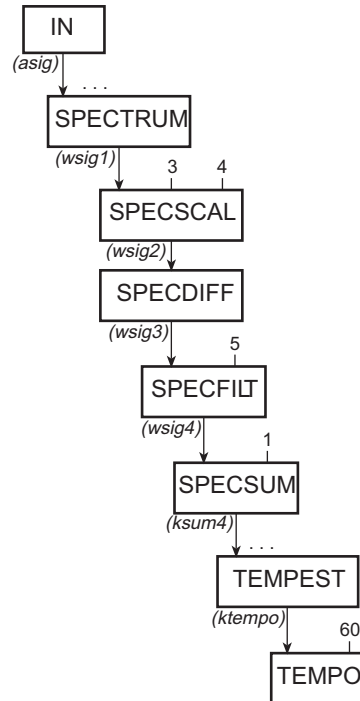 IN
(asig)
. . .
SPECTRUM
(wsig1)
3 4
SPECSCAL
(wsig2)
SPECDIFF
(wsig3)
5
SPECFILT
(wsig4)
1
SPECSUM
(ksum4)
. . .
TEMPEST
(ktempo)
60
TEMPO